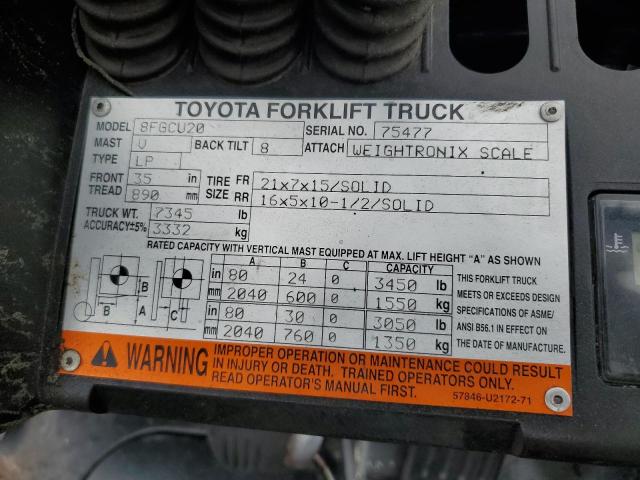 TOYOTA FORKLIFT TRUCK
MODEL 8FGCU20 SERIAL NO. 75477
MAST V BACK TILT 8 ATTACH WEIGHTRONIX SCALE
TYPE LP
FRONT TREAD 35 in TIRE SIZE FR 21x7x15/SOLID
890 mm RR 16x5x10-1/2/SOLID
TRUCK WT. 7345 lb
ACCURACY±5% 3332 kg
RATED CAPACITY WITH VERTICAL MAST EQUIPPED AT MAX. LIFT HEIGHT "A" AS SHOWN
A B C CAPACITY
in 80 24 0 3450 lb THIS FORKLIFT TRUCK
mm 2040 600 0 1550 kg MEETS OR EXCEEDS DESIGN
in 80 30 0 3050 lb SPECIFICATIONS OF ASME/
mm 2040 760 0 1350 kg ANSI B56.1 IN EFFECT ON
THE DATE OF MANUFACTURE.
B
B A C
WARNING
IMPROPER OPERATION OR MAINTENANCE COULD RESULT
IN INJURY OR DEATH. TRAINED OPERATORS ONLY.
READ OPERATOR'S MANUAL FIRST.
57846-U2172-71